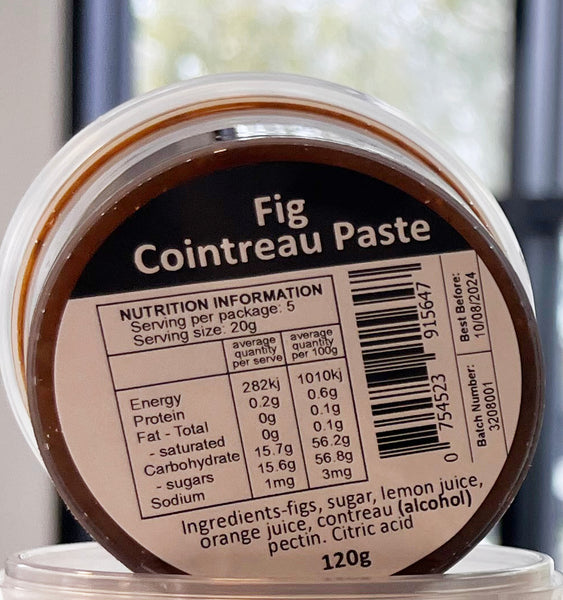 Fig
Cointreau Paste
NUTRITION INFORMATION
Serving per package: 5
Serving size: 20g
average quantity per serve
average quantity per 100g
Energy 282kj 1010kj
Protein 0.2g 0.6g
Fat - Total 0g 0.1g
- saturated 0g 0.1g
Carbohydrate 15.7g 56.2g
- sugars 15.6g 56.8g
Sodium 1mg 3mg
0 754523 915647
Best Before:
10/08/2024
Batch Number:
3208001
Ingredients-figs, sugar, lemon juice,
orange juice, contreau (alcohol)
pectin. Citric acid
120g